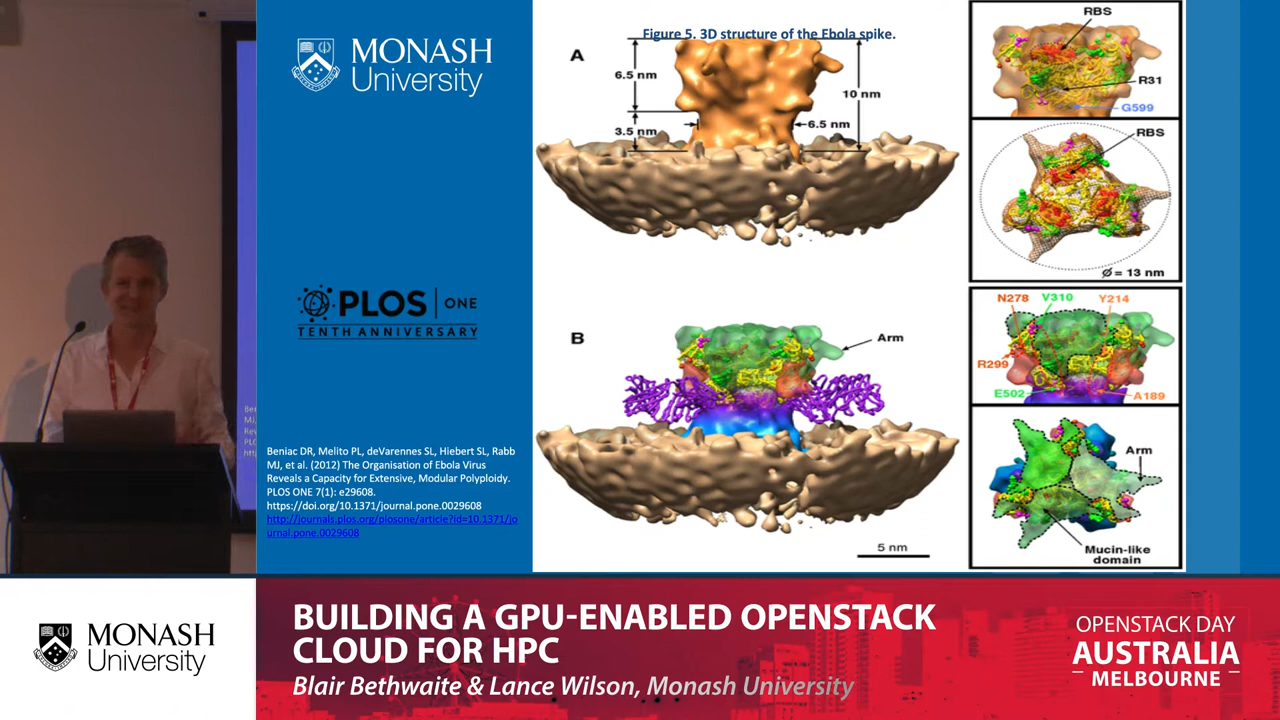 MONASH
University
PLOS ONE
TENTH ANNIVERSARY
Beniac DR, Melito PL, deVarennes SL, Hiebert SL, Rabb
MJ, et al. (2012) The Organisation of Ebola Virus
Reveals a Capacity for Extensive, Modular Polyploidy.
PLOS ONE 7(1): e29608.
https://doi.org/10.1371/journal.pone.0029608
http://journals.plos.org/plosone/article?id=10.1371/jo
urnal.pone.0029608
Figure 5. 3D structure of the Ebola spike.
A
6.5 nm
10 nm
3.5 nm
6.5 nm
RBS
R31
G599
RBS
Ø = 13 nm
B
Arm
5 nm
N278 V310 Y214
R299
E502 A189
Arm
Mucin-like
domain
MONASH
University
BUILDING A GPU-ENABLED OPENSTACK
CLOUD FOR HPC
Blair Bethwaite & Lance Wilson, Monash University
OPENSTACK DAY
AUSTRALIA
MELBOURNE